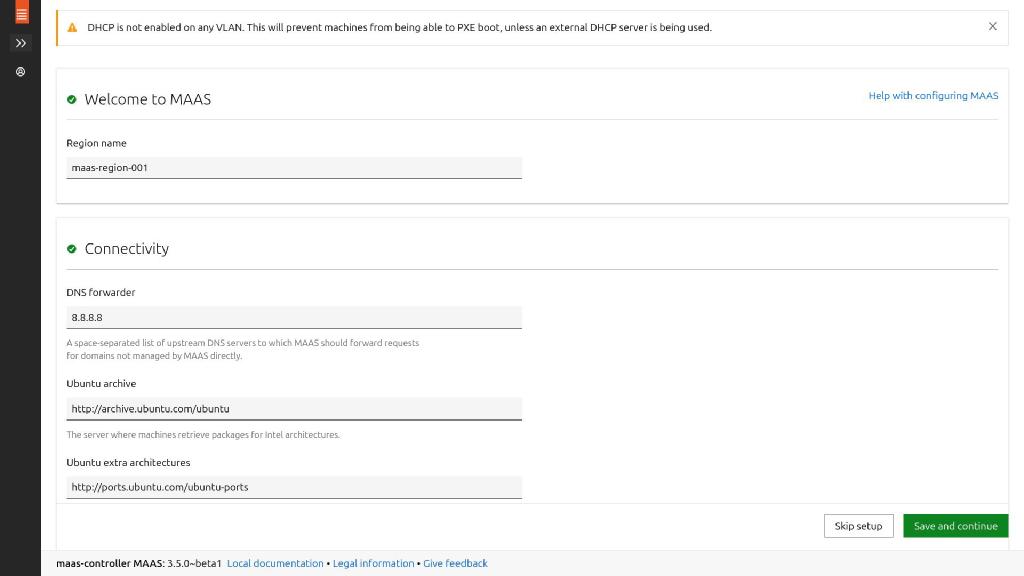 DHCP is not enabled on any VLAN. This will prevent machines from being able to PXE boot, unless an external DHCP server is being used.
Welcome to MAAS
Help with configuring MAAS
Region name
maas-region-001
Connectivity
DNS forwarder
8.8.8.8
A space-separated list of upstream DNS servers to which MAAS should forward requests
for domains not managed by MAAS directly.
Ubuntu archive
http://archive.ubuntu.com/ubuntu
The server where machines retrieve packages for Intel architectures.
Ubuntu extra architectures
http://ports.ubuntu.com/ubuntu-ports
Skip setup
Save and continue
maas-controller MAAS: 3.5.0~beta1 Local documentation • Legal information • Give feedback